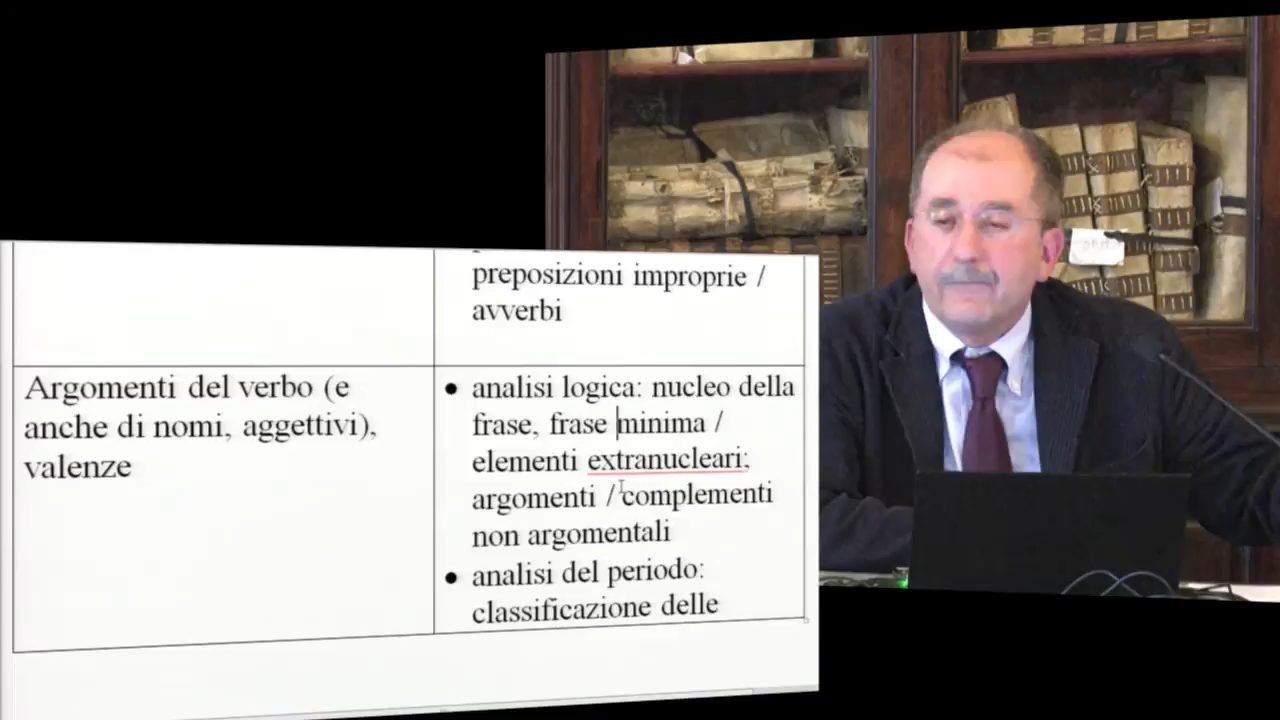 preposizioni improprie /
avverbi
Argomenti del verbo (e
anche di nomi, aggettivi),
valenze
analisi logica: nucleo della
frase, frase minima /
elementi extranucleari;
argomenti / complementi
non argomentali
analisi del periodo:
classificazione delle